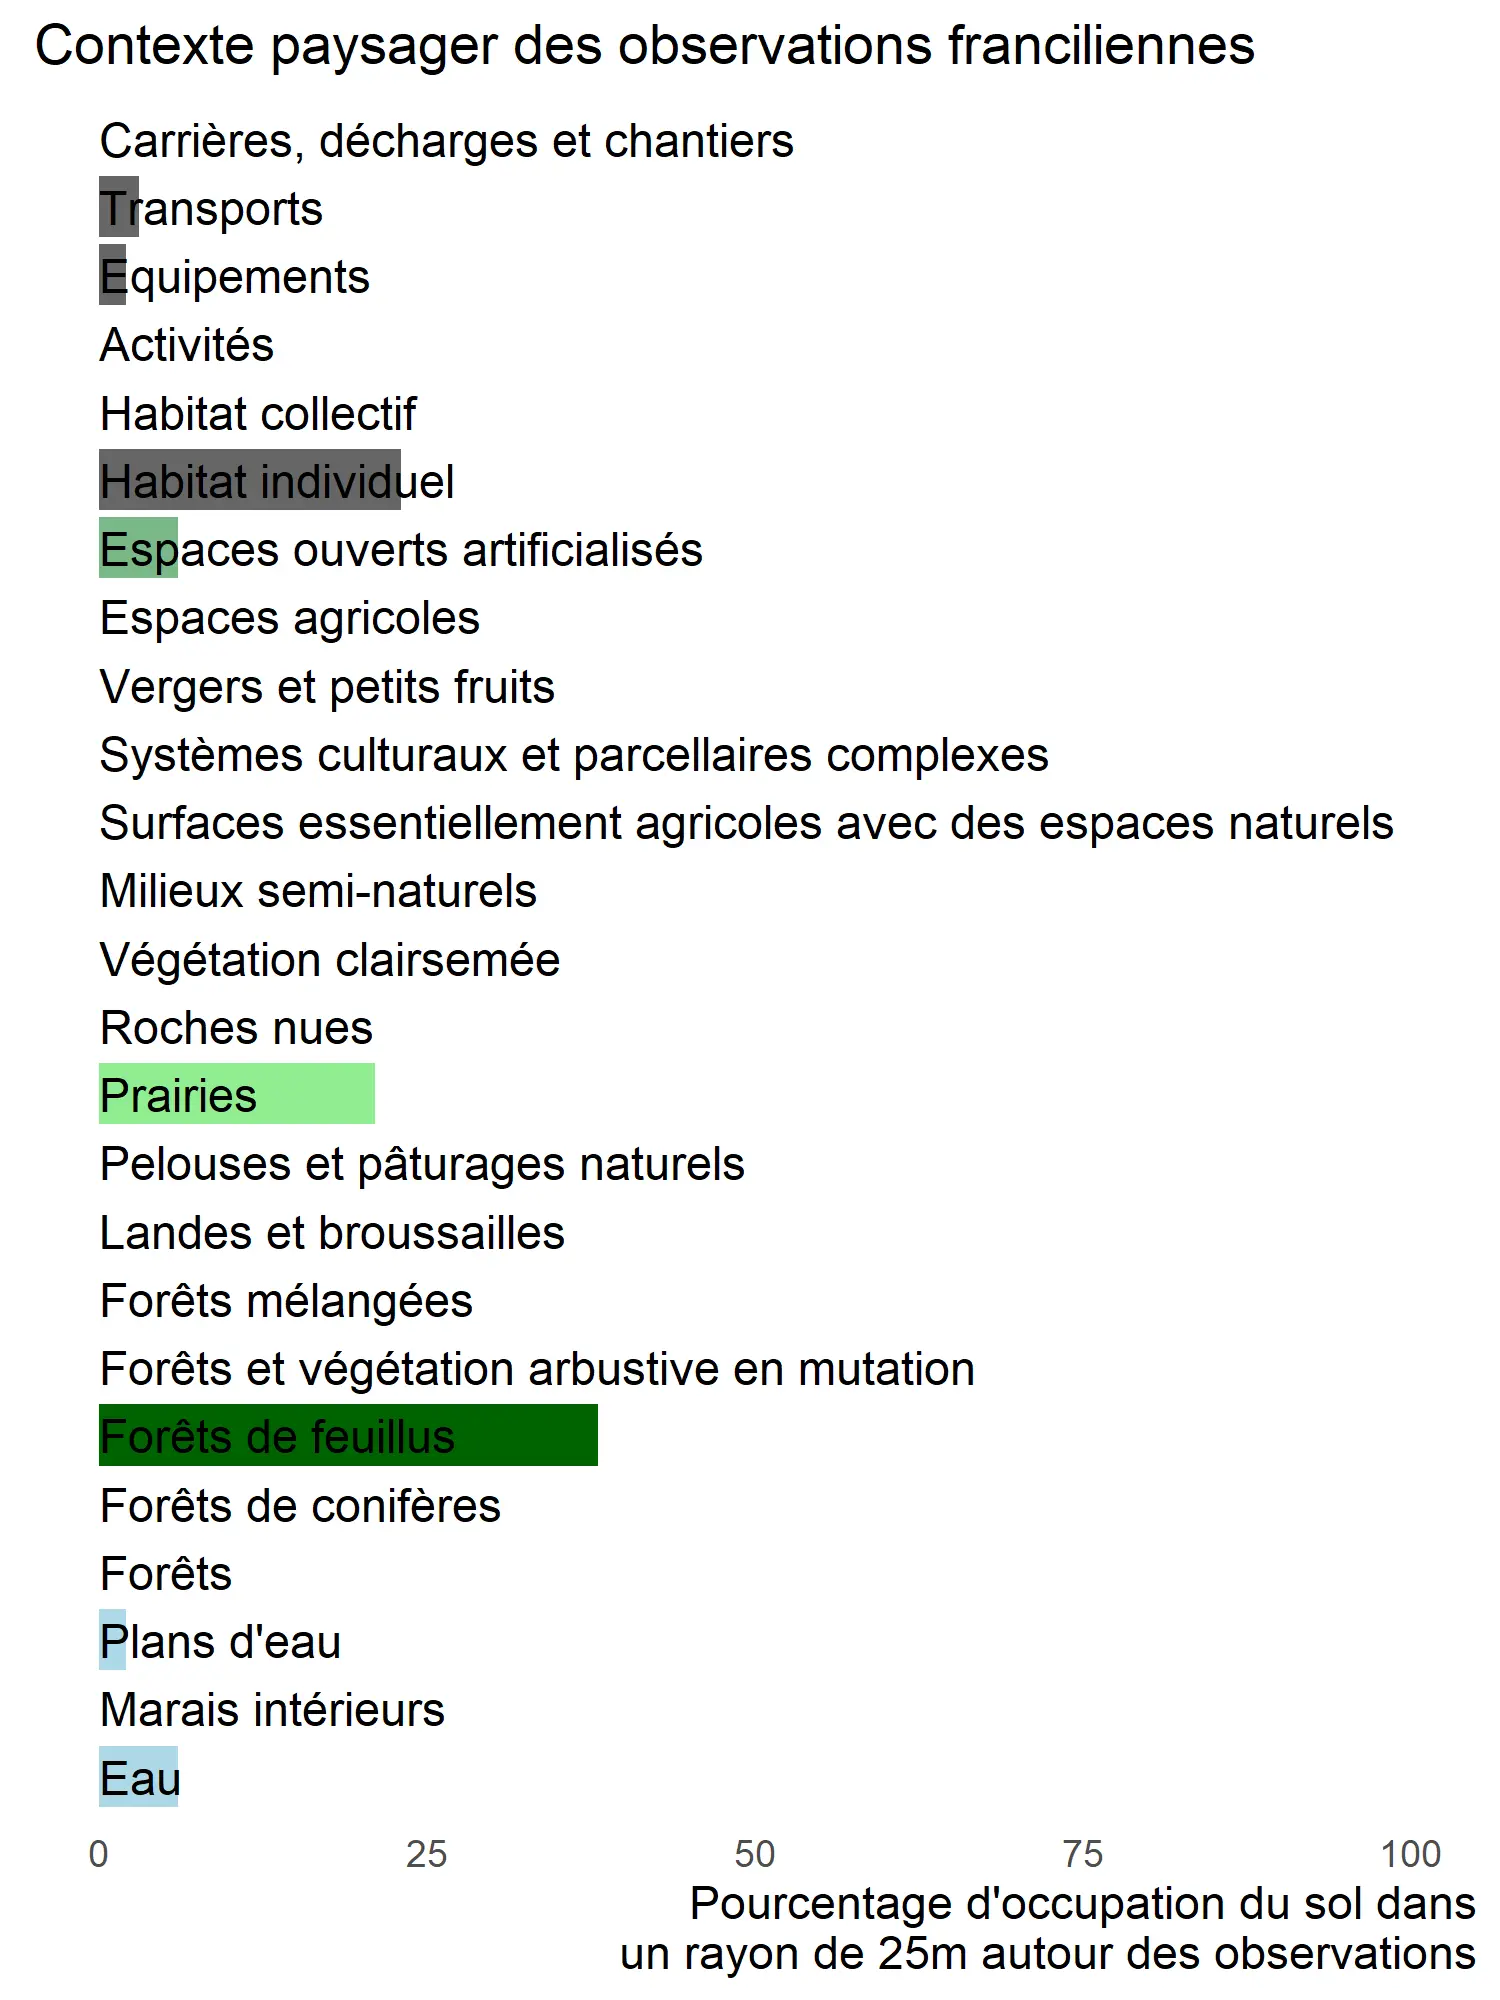 Contexte paysager des observations franciliennes
Carrières, décharges et chantiers
Transports
Equipements
Activités
Habitat collectif
Habitat individuel
Espaces ouverts artificialisés
Espaces agricoles
Vergers et petits fruits
Systèmes culturaux et parcellaires complexes
Surfaces essentiellement agricoles avec des espaces naturels
Milieux semi-naturels
Végétation clairsemée
Roches nues
Prairies
Pelouses et pâturages naturels
Landes et broussailles
Forêts mélangées
Forêts et végétation arbustive en mutation
Forêts de feuillus
Forêts de conifères
Forêts
Plans d'eau
Marais intérieurs
Eau
0 25 50 75 100
Pourcentage d'occupation du sol dans
un rayon de 25m autour des observations